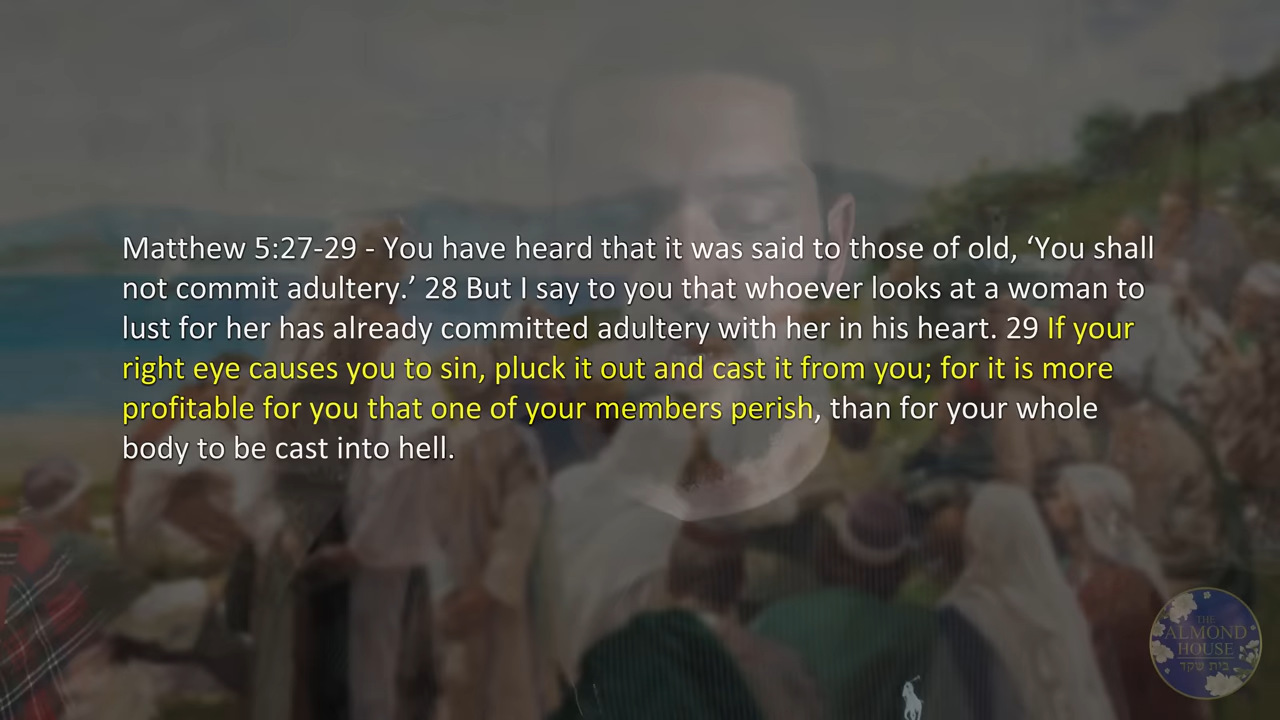 Matthew 5:27-29 - You have heard that it was said to those of old, ‘You shall
not commit adultery.’ 28 But I say to you that whoever looks at a woman to
lust for her has already committed adultery with her in his heart. 29 If your
right eye causes you to sin, pluck it out and cast it from you; for it is more
profitable for you that one of your members perish, than for your whole
body to be cast into hell.
THE
ALMOND
HOUSE
בית שקד